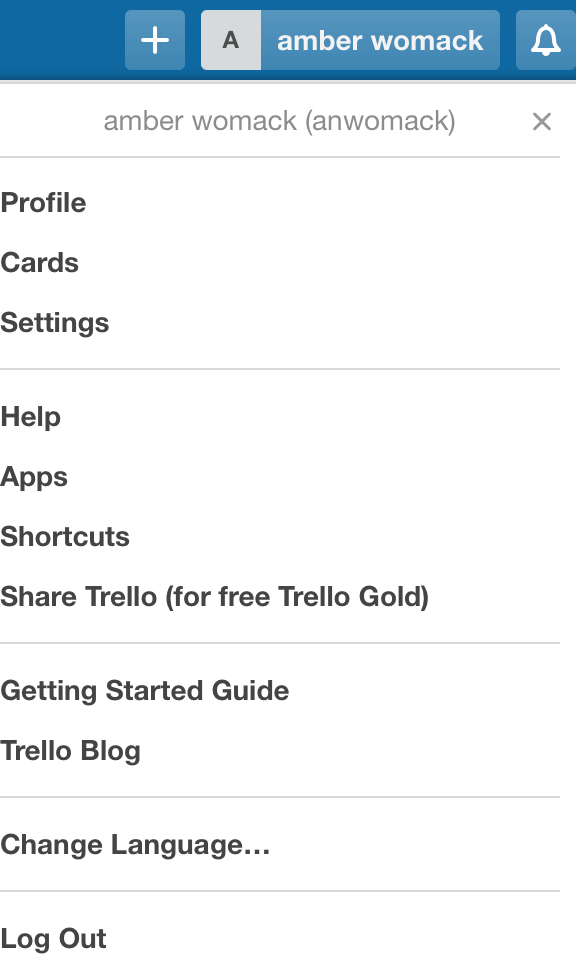 A amber womack
amber womack (anwomack)
Profile
Cards
Settings
Help
Apps
Shortcuts
Share Trello (for free Trello Gold)
Getting Started Guide
Trello Blog
Change Language…
Log Out